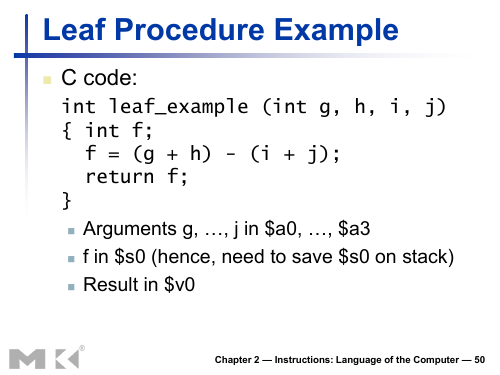 Leaf Procedure Example
C code:
int leaf_example (int g, h, i, j)
{ int f;
f = (g + h) - (i + j);
return f;
}
Arguments g, …, j in $a0, …, $a3
f in $s0 (hence, need to save $s0 on stack)
Result in $v0
MK®
Chapter 2 — Instructions: Language of the Computer — 50